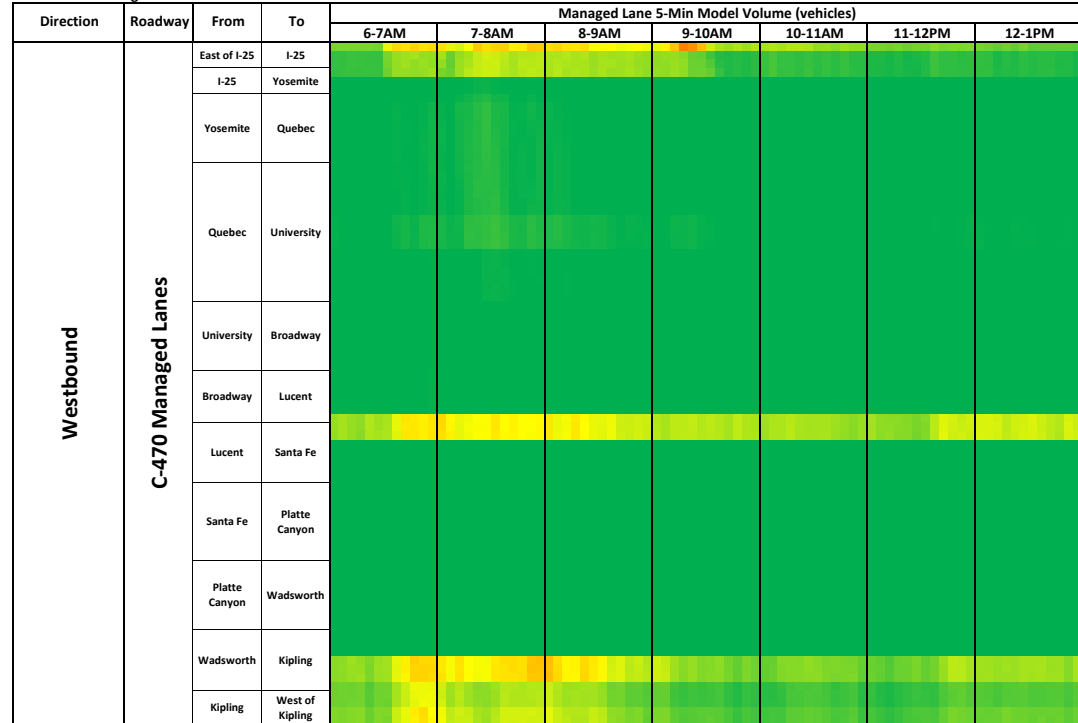 Direction Roadway From To Managed Lane 5-Min Model Volume (vehicles)
6-7AM 7-8AM 8-9AM 9-10AM 10-11AM 11-12PM 12-1PM
Westbound
C-470 Managed Lanes
East of I-25 I-25
I-25 Yosemite
Yosemite Quebec
Quebec University
University Broadway
Broadway Lucent
Lucent Santa Fe
Santa Fe Platte
Canyon
Platte
Canyon Wadsworth
Wadsworth Kipling
Kipling West of
Kipling